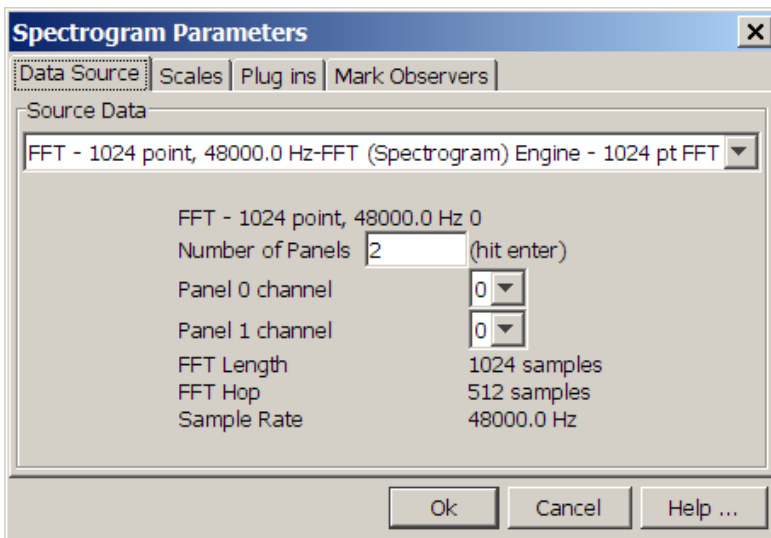 Spectrogram Parameters
Data Source Scales Plug ins Mark Observers
Source Data
FFT - 1024 point, 48000.0 Hz-FFT (Spectrogram) Engine - 1024 pt FFT
FFT - 1024 point, 48000.0 Hz 0
Number of Panels 2 (hit enter)
Panel 0 channel 0
Panel 1 channel 0
FFT Length 1024 samples
FFT Hop 512 samples
Sample Rate 48000.0 Hz
Ok Cancel Help ...